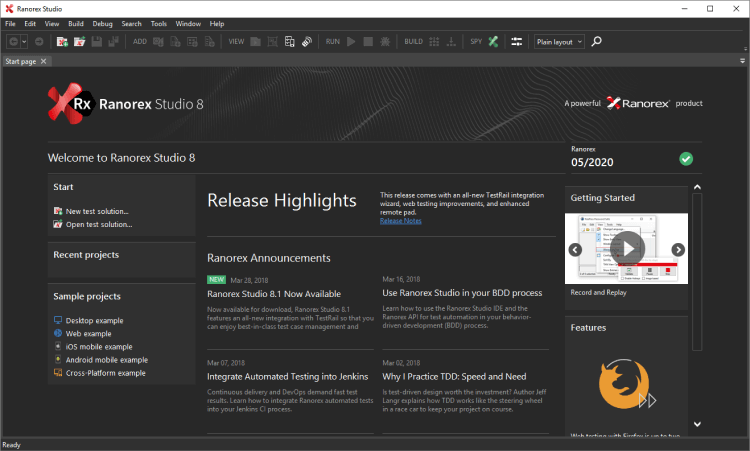 Ranorex Studio
File Edit View Build Debug Search Tools Window Help
ADD VIEW RUN BUILD SPY Plain layout
Start page
Rx Ranorex Studio 8
A powerful Ranorex product
Welcome to Ranorex Studio 8
Ranorex
05/2020
Start
New test solution...
Open test solution...
Recent projects
Sample projects
Desktop example
Web example
iOS mobile example
Android mobile example
Cross-Platform example
Release Highlights
This release comes with an all-new TestRail integration
wizard, web testing improvements, and enhanced
remote pad.
Release Notes
Ranorex Announcements
NEW Mar 28, 2018
Ranorex Studio 8.1 Now Available
Now available for download, Ranorex Studio 8.1
features an all-new integration with TestRail so that you
can enjoy best-in-class test case management and
Mar 16, 2018
Use Ranorex Studio in your BDD process
Learn how to use the Ranorex Studio IDE and the
Ranorex API for test automation in your behavior-
driven development (BDD) process.
Mar 07, 2018
Integrate Automated Testing into Jenkins
Continuous delivery and DevOps demand fast test
results. Learn how to integrate Ranorex automated tests
into your Jenkins CI process.
Mar 02, 2018
Why I Practice TDD: Speed and Need
Is test-driven design worth the investment? Author Jeff
Langr explains how TDD works like the steering wheel
in a race car to keep your project on course.
Getting Started
Record and Replay
Features
Web testing with Firefox is up to two
Ready